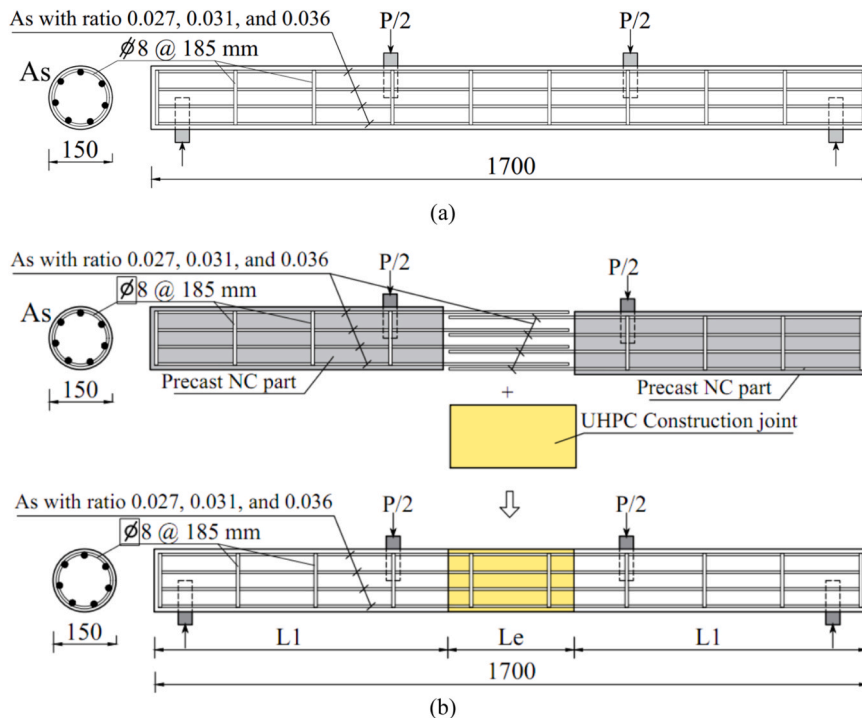 As with ratio 0.027, 0.031, and 0.036
ϕ8 @ 185 mm
P/2
P/2
As
150
1700
(a)
As with ratio 0.027, 0.031, and 0.036
ϕ8 @ 185 mm
P/2
P/2
As
150
Precast NC part
Precast NC part
+
UHPC Construction joint
As with ratio 0.027, 0.031, and 0.036
ϕ8 @ 185 mm
P/2
P/2
150
L1
Le
L1
1700
(b)